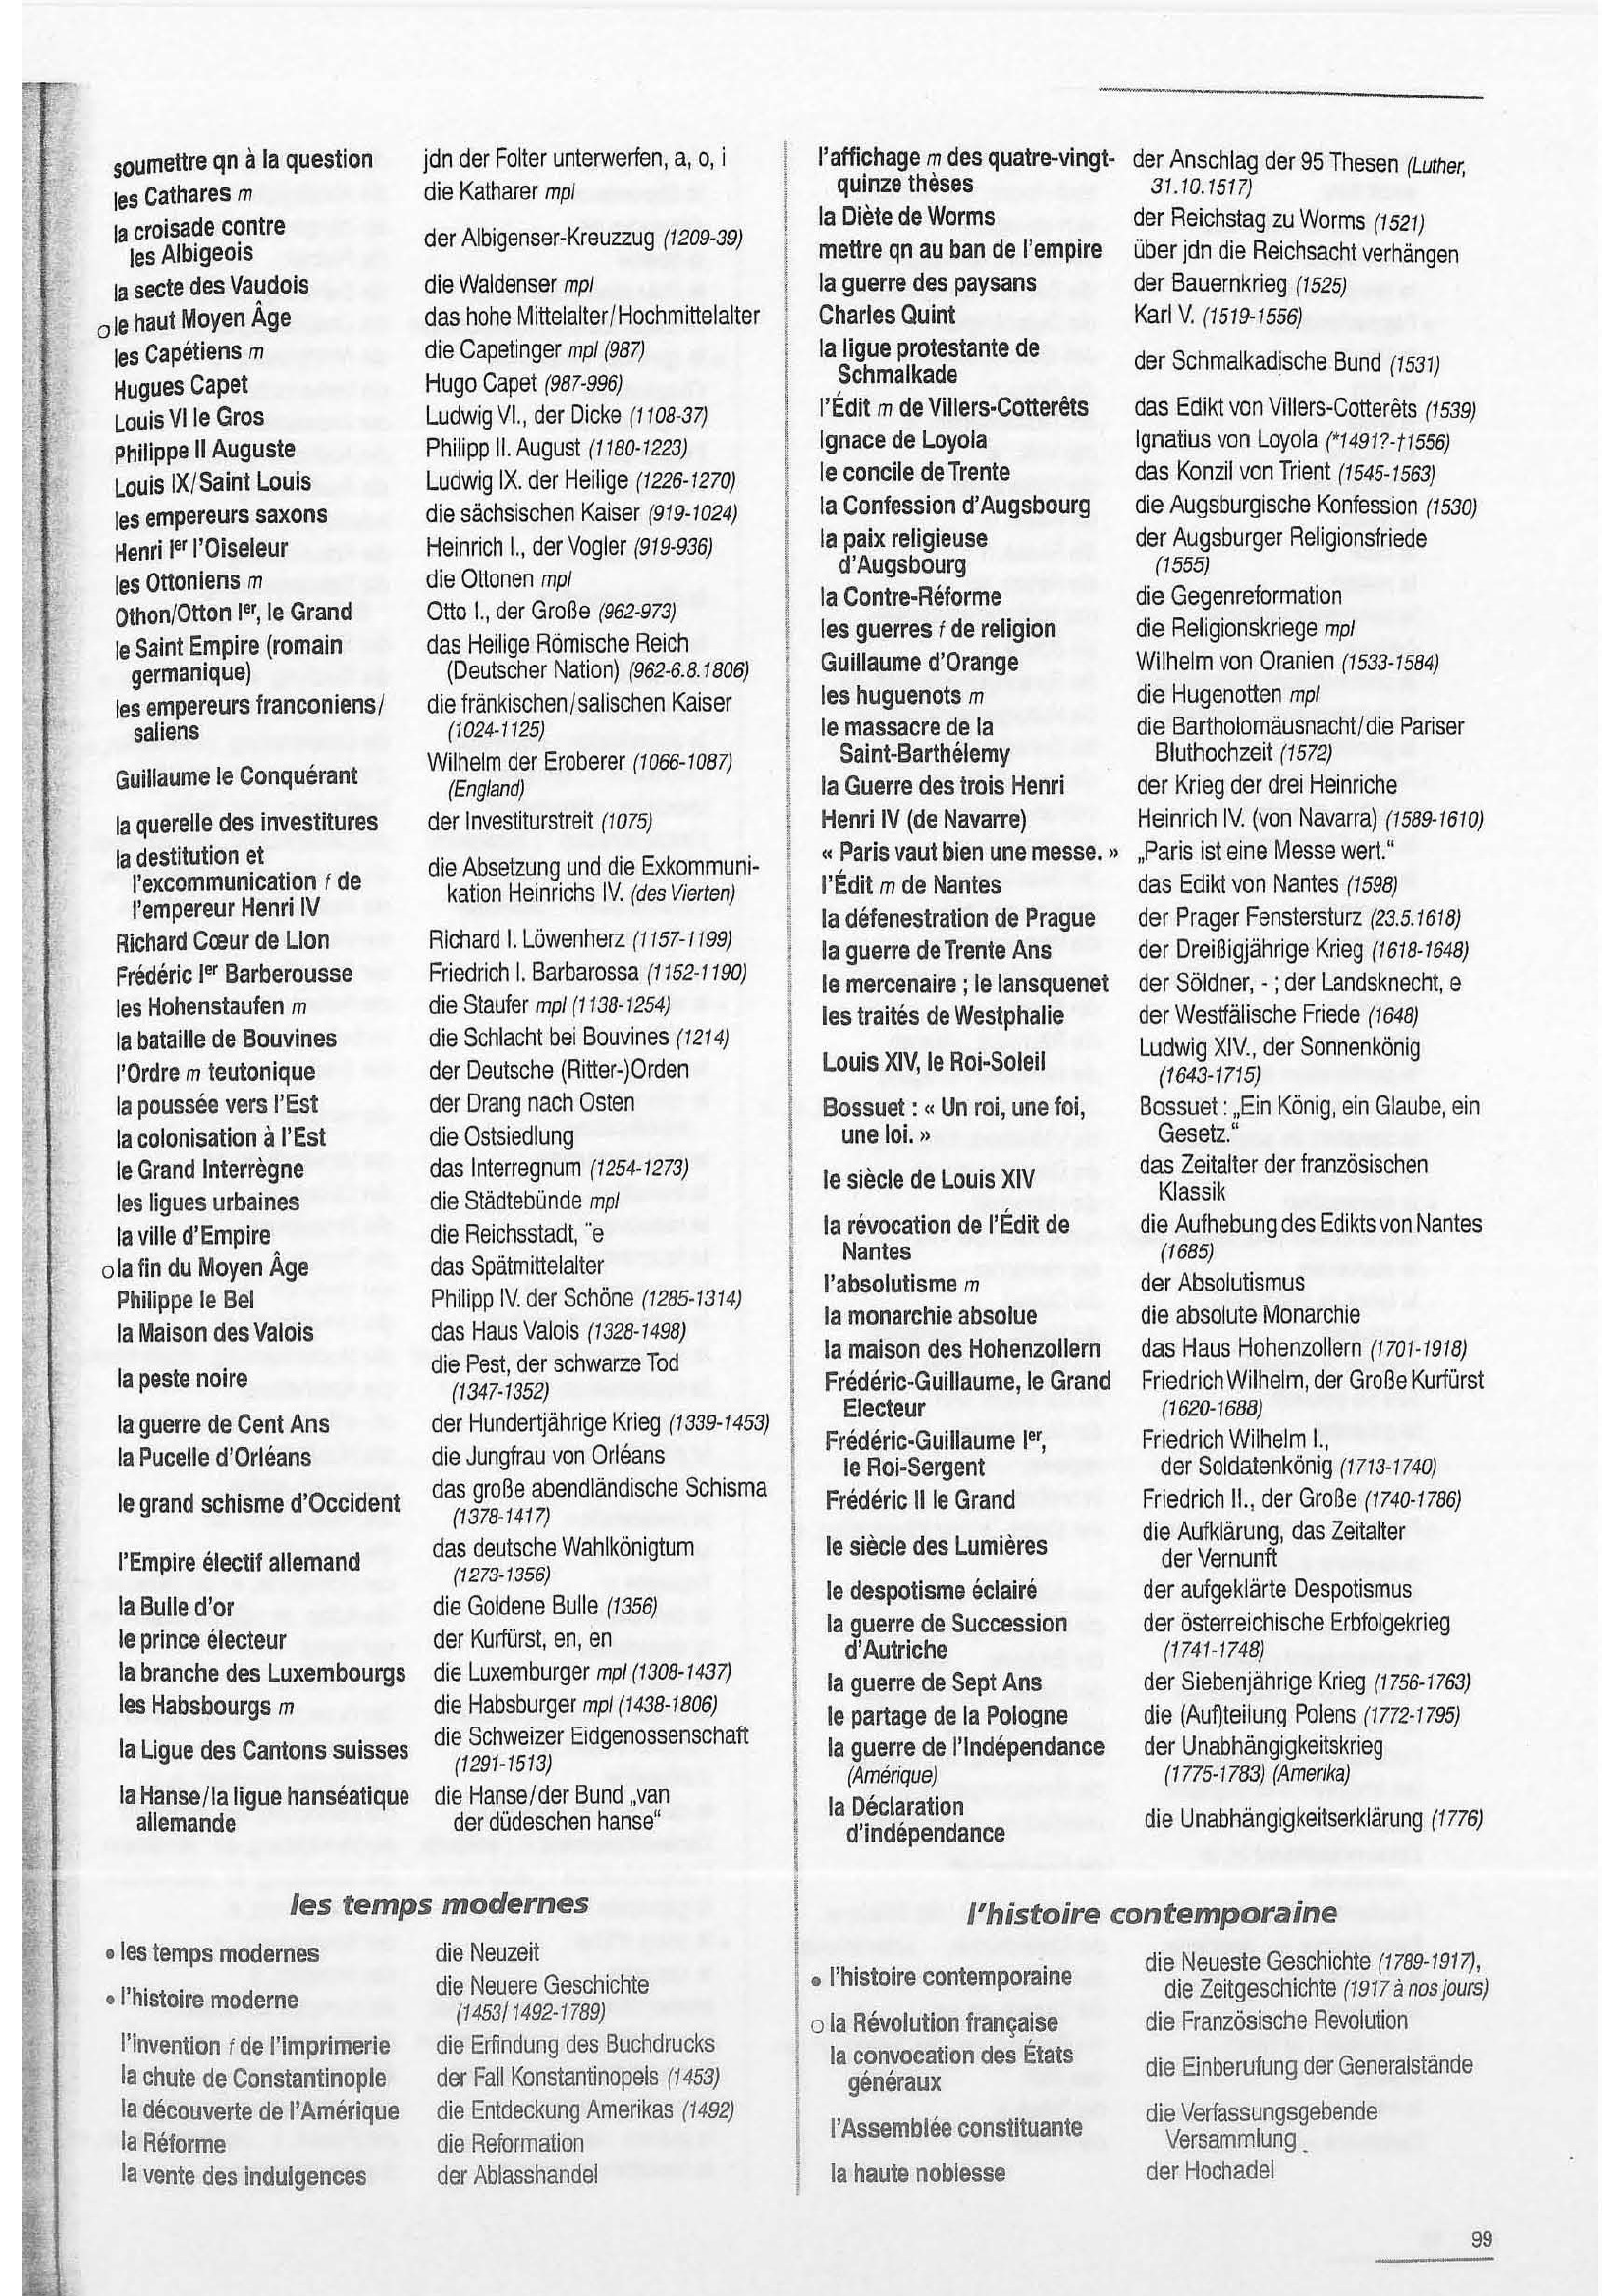 soumettre qn à la question jdn der Folter unterwerfen, a, o, i
les Cathares m die Katharer mpl
la croisade contre
les Albigeois der Albigenser-Kreuzzug (1209-39)
la secte des Vaudois die Waldenser mpl
o le haut Moyen Âge das hohe Mittelalter/Hochmittelalter
les Capétiens m die Capetinger mpl (987)
Hugues Capet Hugo Capet (987-996)
Louis VI le Gros Ludwig VI., der Dicke (1108-37)
Philippe II Auguste Philipp II. August (1180-1223)
Louis IX/Saint Louis Ludwig IX. der Heilige (1226-1270)
les empereurs saxons die sächsischen Kaiser (919-1024)
Henri Ier l'Oiseleur Heinrich I., der Vogler (919-936)
les Ottoniens m die Ottonen mpl
Othon/Otton Ier, le Grand Otto I., der Große (962-973)
le Saint Empire (romain das Heilige Römische Reich
germanique) (Deutscher Nation) (962-6.8.1806)
les empereurs franconiens/ die fränkischen/salischen Kaiser
saliens (1024-1125)
Guillaume le Conquérant Wilhelm der Eroberer (1066-1087)
(England)
la querelle des investitures der Investiturstreit (1075)
la destitution et
l'excommunication f de die Absetzung und die Exkommuni-
l'empereur Henri IV kation Heinrichs IV. (des Vierten)
Richard Cœur de Lion Richard I. Löwenherz (1157-1199)
Frédéric Ier Barberousse Friedrich I. Barbarossa (1152-1190)
les Hohenstaufen m die Staufer mpl (1138-1254)
la bataille de Bouvines die Schlacht bei Bouvines (1214)
l'Ordre m teutonique der Deutsche (Ritter-)Orden
la poussée vers l'Est der Drang nach Osten
la colonisation à l'Est die Ostsiedlung
le Grand Interrègne das Interregnum (1254-1273)
les ligues urbaines die Städtebünde mpl
la ville d'Empire die Reichsstadt, ¨e
o la fin du Moyen Âge das Spätmittelalter
Philippe le Bel Philipp IV. der Schöne (1285-1314)
la Maison des Valois das Haus Valois (1328-1498)
la peste noire die Pest, der schwarze Tod
(1347-1352)
la guerre de Cent Ans der Hundertjährige Krieg (1339-1453)
la Pucelle d'Orléans die Jungfrau von Orléans
le grand schisme d'Occident das große abendländische Schisma
(1378-1417)
l'Empire électif allemand das deutsche Wahlkönigtum
(1273-1356)
la Bulle d'or die Goldene Bulle (1356)
le prince électeur der Kurfürst, en, en
la branche des Luxembourgs die Luxemburger mpl (1308-1437)
les Habsbourgs m die Habsburger mpl (1438-1806)
la Ligue des Cantons suisses die Schweizer Eidgenossenschaft
(1291-1513)
la Hanse/la ligue hanséatique die Hanse/der Bund „van
allemande der düdeschen hanse“
les temps modernes
• les temps modernes die Neuzeit
• l'histoire moderne die Neuere Geschichte
(1453/1492-1789)
l'invention f de l'imprimerie die Erfindung des Buchdrucks
la chute de Constantinople der Fall Konstantinopels (1453)
la découverte de l'Amérique die Entdeckung Amerikas (1492)
la Réforme die Reformation
la vente des indulgences der Ablasshandel
l'affichage m des quatre-vingt- der Anschlag der 95 Thesen (Luther,
quinze thèses 31.10.1517)
la Diète de Worms der Reichstag zu Worms (1521)
mettre qn au ban de l'empire über jdn die Reichsacht verhängen
la guerre des paysans der Bauernkrieg (1525)
Charles Quint Karl V. (1519-1556)
la ligue protestante de
Schmalkade der Schmalkadische Bund (1531)
l'Édit m de Villers-Cotterêts das Edikt von Villers-Cotterêts (1539)
Ignace de Loyola Ignatius von Loyola (*1491?-†1556)
le concile de Trente das Konzil von Trient (1545-1563)
la Confession d'Augsbourg die Augsburgische Konfession (1530)
la paix religieuse der Augsburger Religionsfriede
d'Augsbourg (1555)
la Contre-Réforme die Gegenreformation
les guerres f de religion die Religionskriege mpl
Guillaume d'Orange Wilhelm von Oranien (1533-1584)
les huguenots m die Hugenotten mpl
le massacre de la die Bartholomäusnacht/die Pariser
Saint-Barthélemy Bluthochzeit (1572)
la Guerre des trois Henri der Krieg der drei Heinriche
Henri IV (de Navarre) Heinrich IV. (von Navarra) (1589-1610)
« Paris vaut bien une messe. » „Paris ist eine Messe wert.“
l'Édit m de Nantes das Edikt von Nantes (1598)
la défenestration de Prague der Prager Fenstersturz (23.5.1618)
la guerre de Trente Ans der Dreißigjährige Krieg (1618-1648)
le mercenaire ; le lansquenet der Söldner, - ; der Landsknecht, e
les traités de Westphalie der Westfälische Friede (1648)
Louis XIV, le Roi-Soleil Ludwig XIV., der Sonnenkönig
(1643-1715)
Bossuet : « Un roi, une foi, Bossuet : „Ein König, ein Glaube, ein
une loi. » Gesetz.“
le siècle de Louis XIV das Zeitalter der französischen
Klassik
la révocation de l'Édit de die Aufhebung des Edikts von Nantes
Nantes (1685)
l'absolutisme m der Absolutismus
la monarchie absolue die absolute Monarchie
la maison des Hohenzollern das Haus Hohenzollern (1701-1918)
Frédéric-Guillaume, le Grand Friedrich Wilhelm, der Große Kurfürst
Electeur (1620-1688)
Frédéric-Guillaume Ier, Friedrich Wilhelm I.,
le Roi-Sergent der Soldatenkönig (1713-1740)
Frédéric II le Grand Friedrich II., der Große (1740-1786)
le siècle des Lumières die Aufklärung, das Zeitalter
der Vernunft
le despotisme éclairé der aufgeklärte Despotismus
la guerre de Succession der österreichische Erbfolgekrieg
d'Autriche (1741-1748)
la guerre de Sept Ans der Siebenjährige Krieg (1756-1763)
le partage de la Pologne die (Auf)teilung Polens (1772-1795)
la guerre de l'Indépendance der Unabhängigkeitskrieg
(Amérique) (1775-1783) (Amerika)
la Déclaration
d'indépendance die Unabhängigkeitserklärung (1776)
l'histoire contemporaine
• l'histoire contemporaine die Neueste Geschichte (1789-1917),
die Zeitgeschichte (1917 à nos jours)
o la Révolution française die Französische Revolution
la convocation des États
généraux die Einberufung der Generalstände
l'Assemblée constituante die Verfassungsgebende
Versammlung
la haute noblesse der Hochadel
99